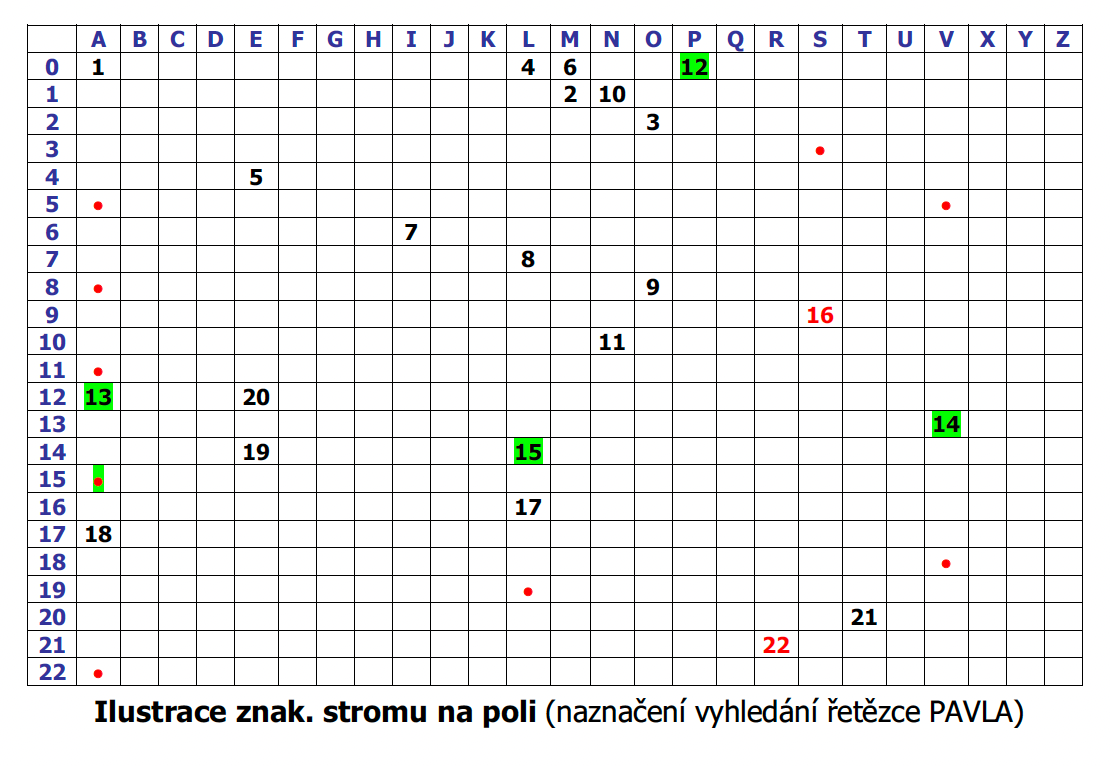 A B C D E F G H I J K L M N O P Q R S T U V X Y Z
0 1 4 6 12
1 2 10
2 3
3 •
4 5
5 • •
6 7
7 8
8 • 9
9 16
10 11
11 •
12 13 20
13 14
14 19 15
15 •
16 17
17 18
18 •
19 •
20 21
21 22
22 •
Ilustrace znak. stromu na poli (naznačení vyhledání řetězce PAVLA)